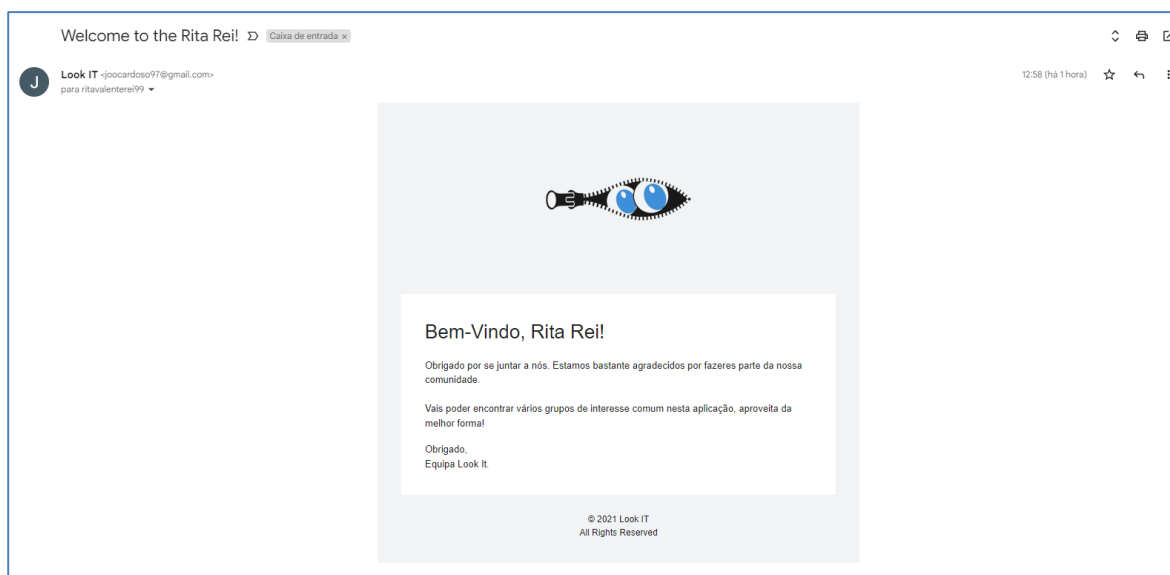 Welcome to the Rita Rei! Caixa de entrada x
Look IT <joocardoso97@gmail.com> 12:58 (há 1 hora)
J
para ritavalenterei99
Bem-Vindo, Rita Rei!
Obrigado por se juntar a nós. Estamos bastante agradecidos por fazeres parte da nossa
comunidade.
Vais poder encontrar vários grupos de interesse comum nesta aplicação, aproveita da
melhor forma!
Obrigado,
Equipa Look It.
© 2021 Look IT
All Rights Reserved